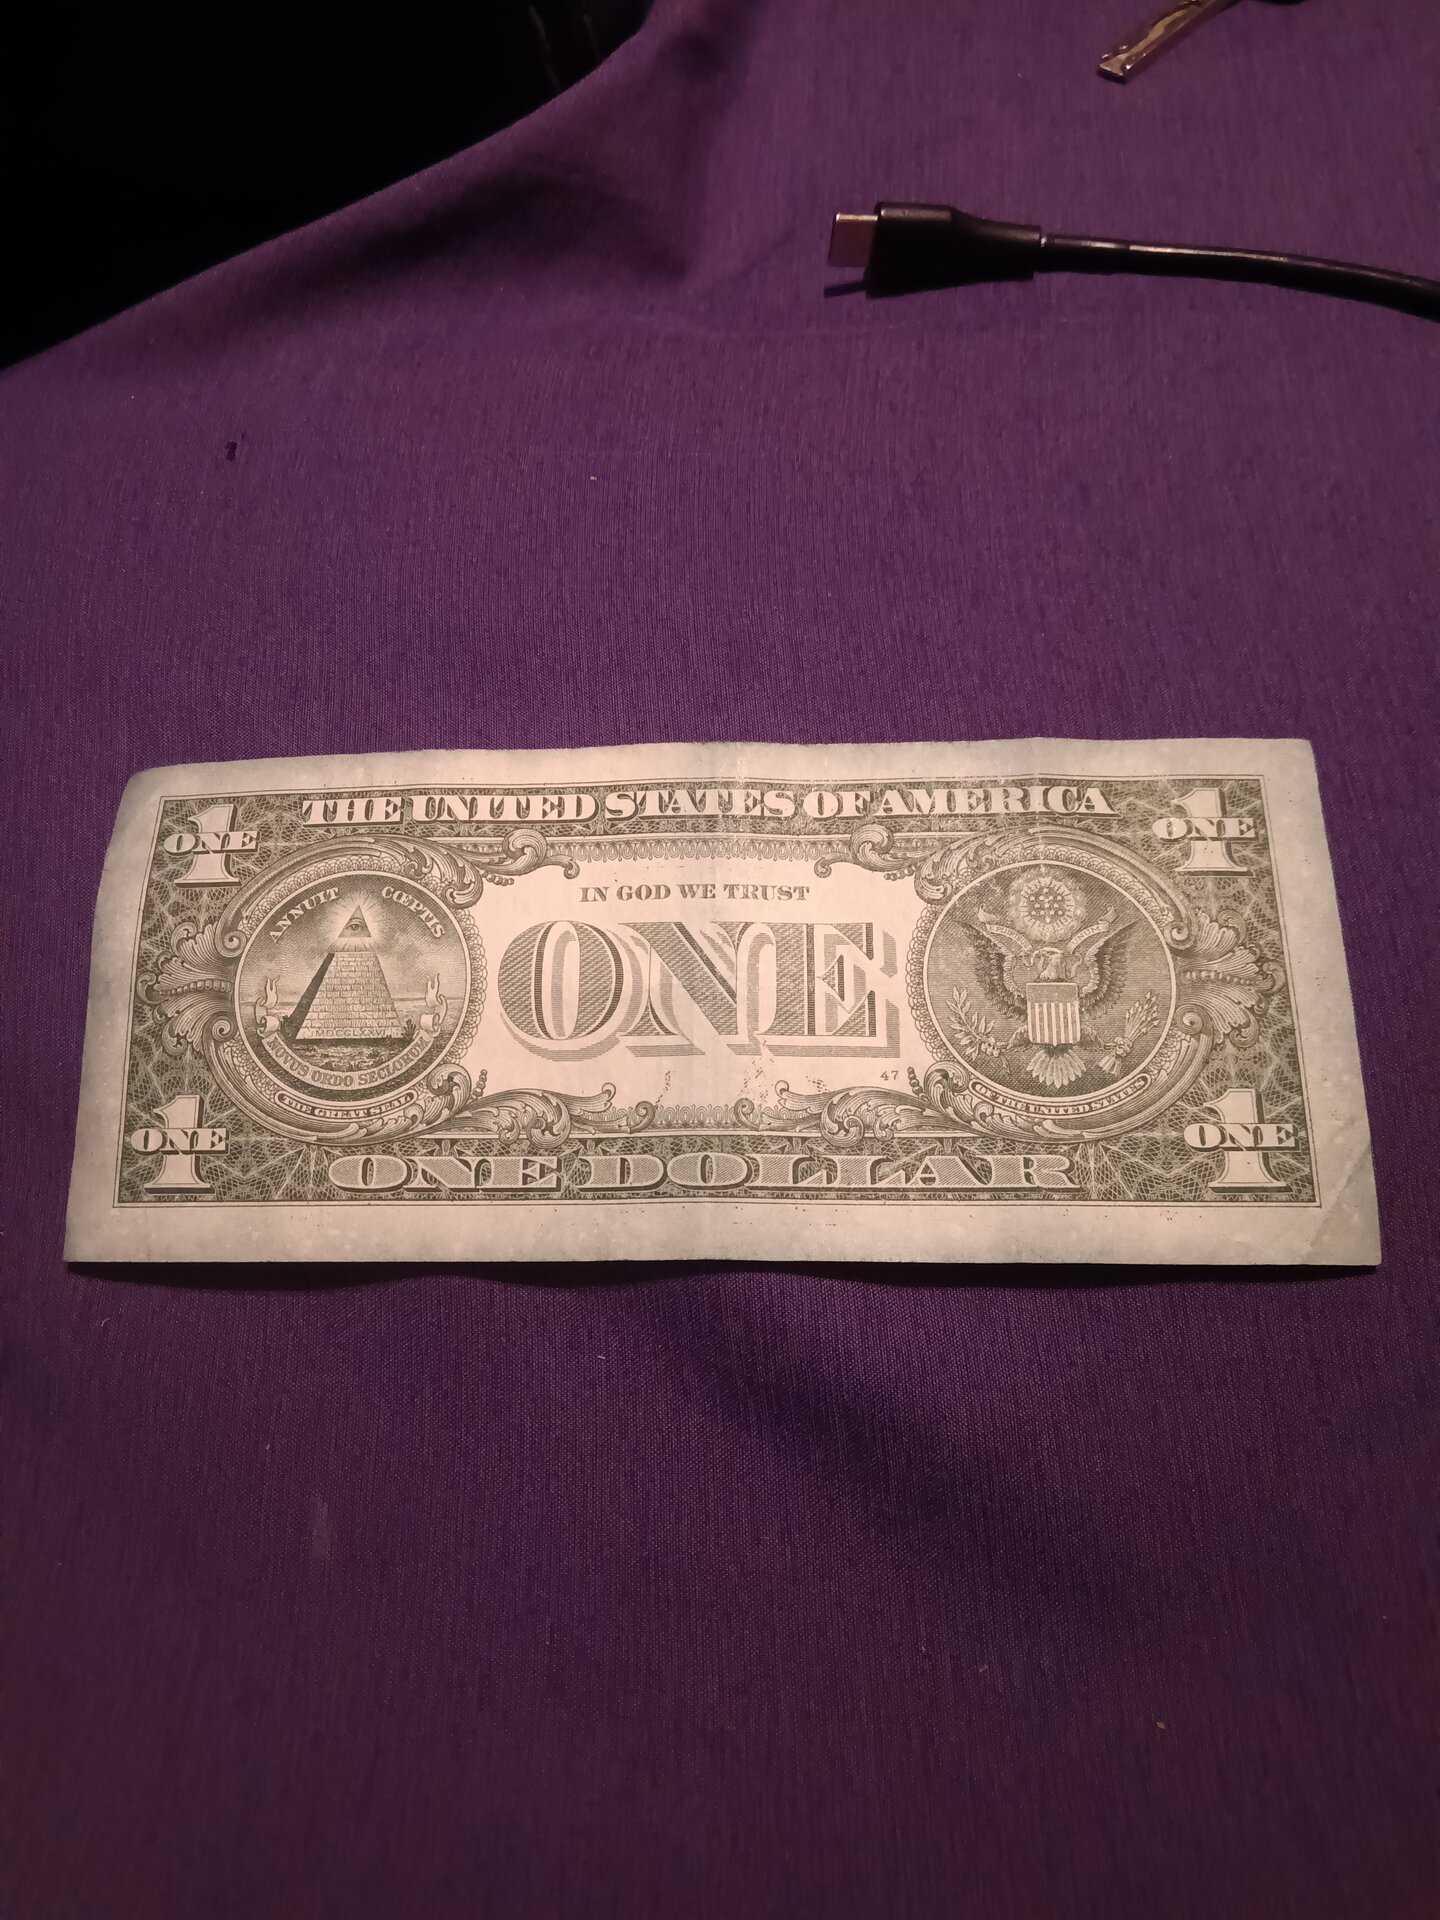 THE UNITED STATES OF AMERICA
1
ONE
1
ONE
ANNUIT CŒPTIS
IN GOD WE TRUST
ONE
MDCCLXXVI
NOVUS ORDO SECLORUM
THE GREAT SEAL
47
OF THE UNITED STATES
1
ONE
1
ONE
ONE DOLLAR